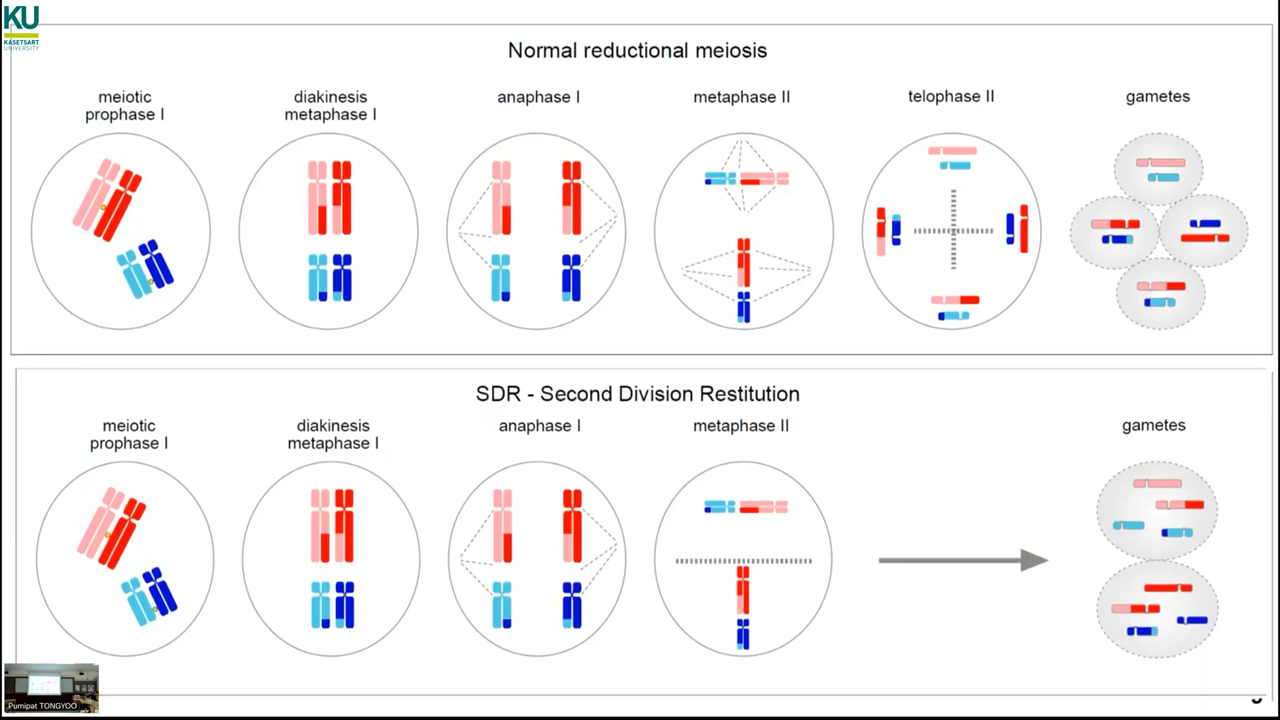 KU
KASETSART
UNIVERSITY
Normal reductional meiosis
meiotic
prophase I
diakinesis
metaphase I
anaphase I
metaphase II
telophase II
gametes
SDR - Second Division Restitution
meiotic
prophase I
diakinesis
metaphase I
anaphase I
metaphase II
gametes
Pumipat TONGYOO